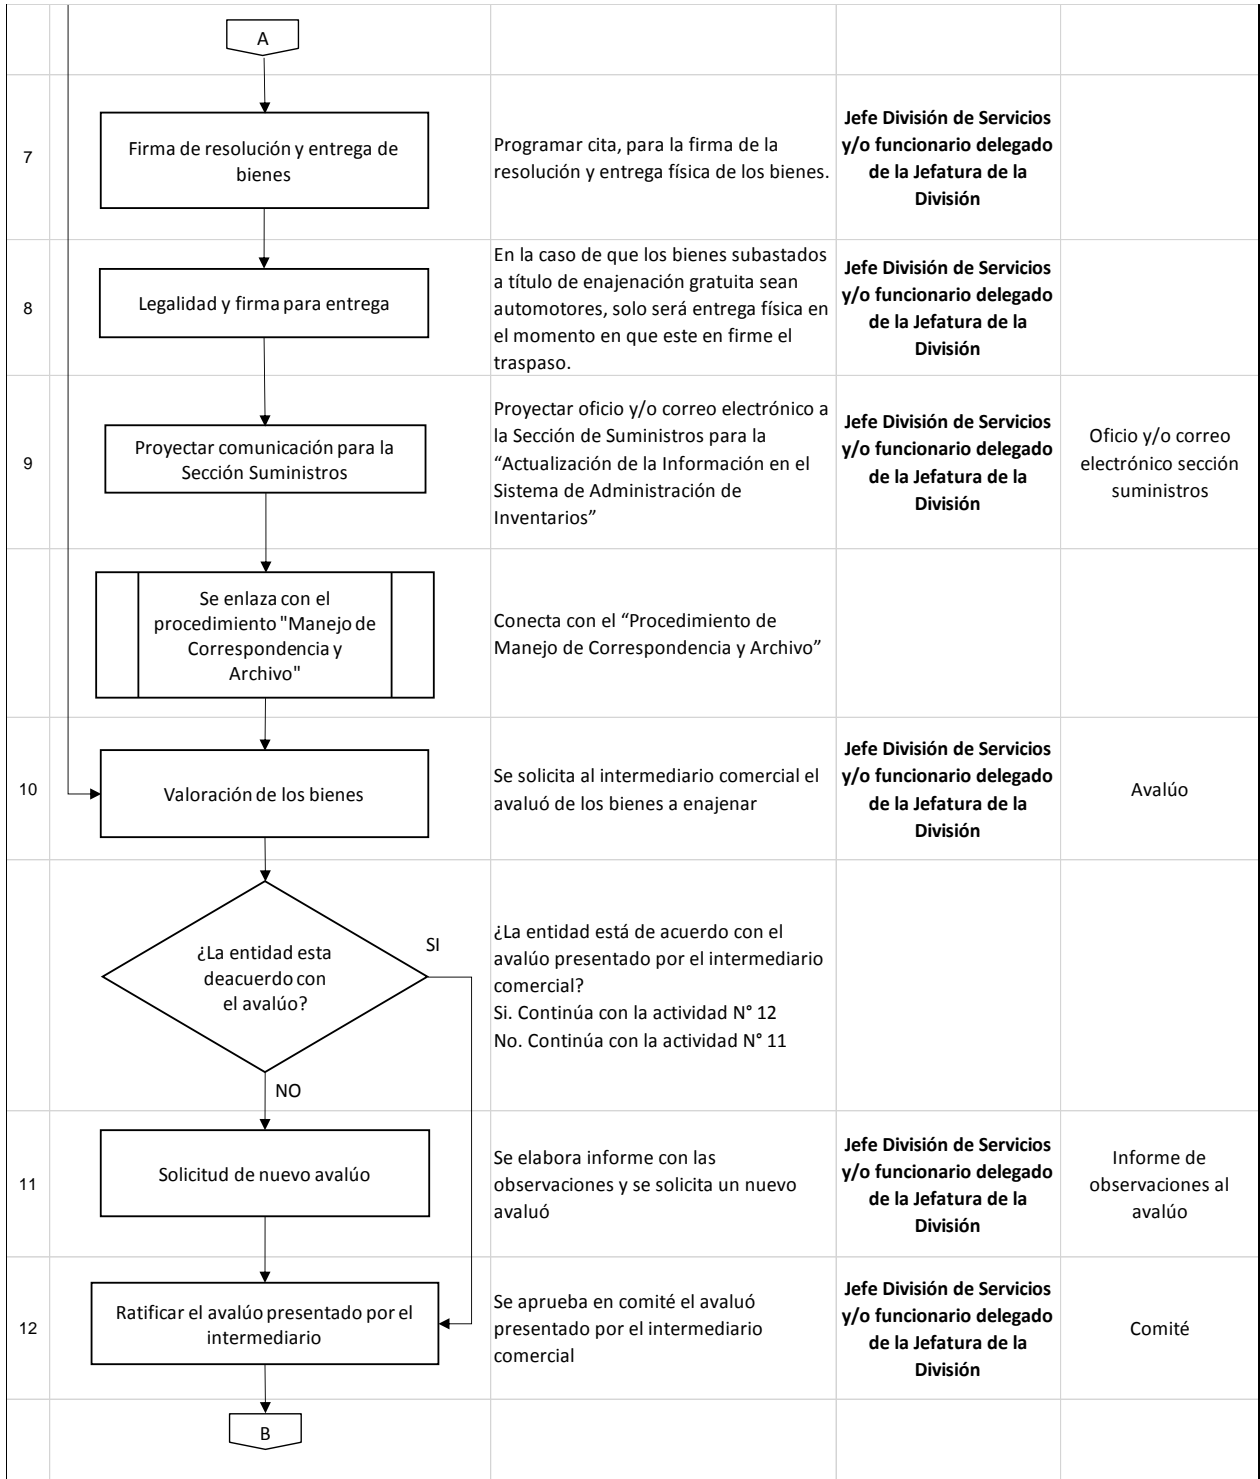 A
7
Firma de resolución y entrega de
bienes
Programar cita, para la firma de la
resolución y entrega física de los bienes.
Jefe División de Servicios
y/o funcionario delegado
de la Jefatura de la
División
8
Legalidad y firma para entrega
En la caso de que los bienes subastados
a título de enajenación gratuita sean
automotores, solo será entrega física en
el momento en que este en firme el
traspaso.
Jefe División de Servicios
y/o funcionario delegado
de la Jefatura de la
División
9
Proyectar comunicación para la
Sección Suministros
Proyectar oficio y/o correo electrónico a
la Sección de Suministros para la
“Actualización de la Información en el
Sistema de Administración de
Inventarios”
Jefe División de Servicios
y/o funcionario delegado
de la Jefatura de la
División
Oficio y/o correo
electrónico sección
suministros
Se enlaza con el
procedimiento "Manejo de
Correspondencia y
Archivo"
Conecta con el “Procedimiento de
Manejo de Correspondencia y Archivo”
10
Valoración de los bienes
Se solicita al intermediario comercial el
avaluó de los bienes a enajenar
Jefe División de Servicios
y/o funcionario delegado
de la Jefatura de la
División
Avalúo
¿La entidad esta
deacuerdo con
el avalúo?
SI
NO
¿La entidad está de acuerdo con el
avalúo presentado por el intermediario
comercial?
Si. Continúa con la actividad N° 12
No. Continúa con la actividad N° 11
11
Solicitud de nuevo avalúo
Se elabora informe con las
observaciones y se solicita un nuevo
avaluó
Jefe División de Servicios
y/o funcionario delegado
de la Jefatura de la
División
Informe de
observaciones al
avalúo
12
Ratificar el avalúo presentado por el
intermediario
Se aprueba en comité el avaluó
presentado por el intermediario
comercial
Jefe División de Servicios
y/o funcionario delegado
de la Jefatura de la
División
Comité
B